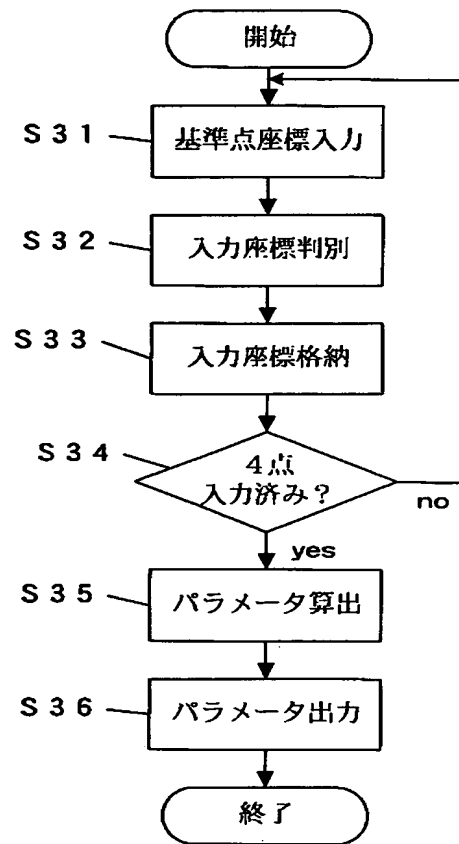 開始
S31
基準点座標入力
S32
入力座標判別
S33
入力座標格納
S34
4点
入力済み?
no
yes
S35
パラメータ算出
S36
パラメータ出力
終了